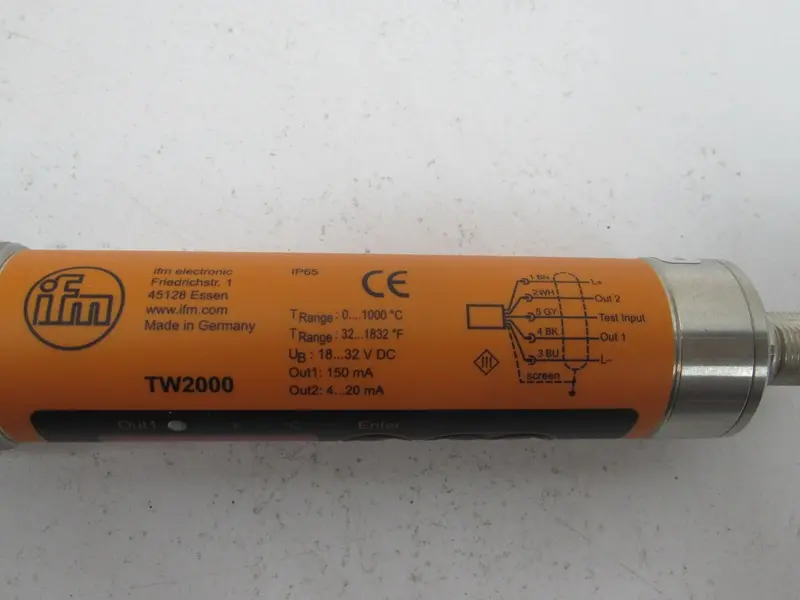 ifm
ifm electronic
Friedrichstr. 1
45128 Essen
www.ifm.com
Made in Germany
TW2000
IP65
CE
TRange: 0...1000 °C
TRange: 32...1832 °F
UB: 18...32 V DC
Out1: 150 mA
Out2: 4...20 mA
1 BN L+
2 WH Out 2
5 GY Test Input
4 BK Out 1
3 BU L–
screen
Out1 °F °C Enter